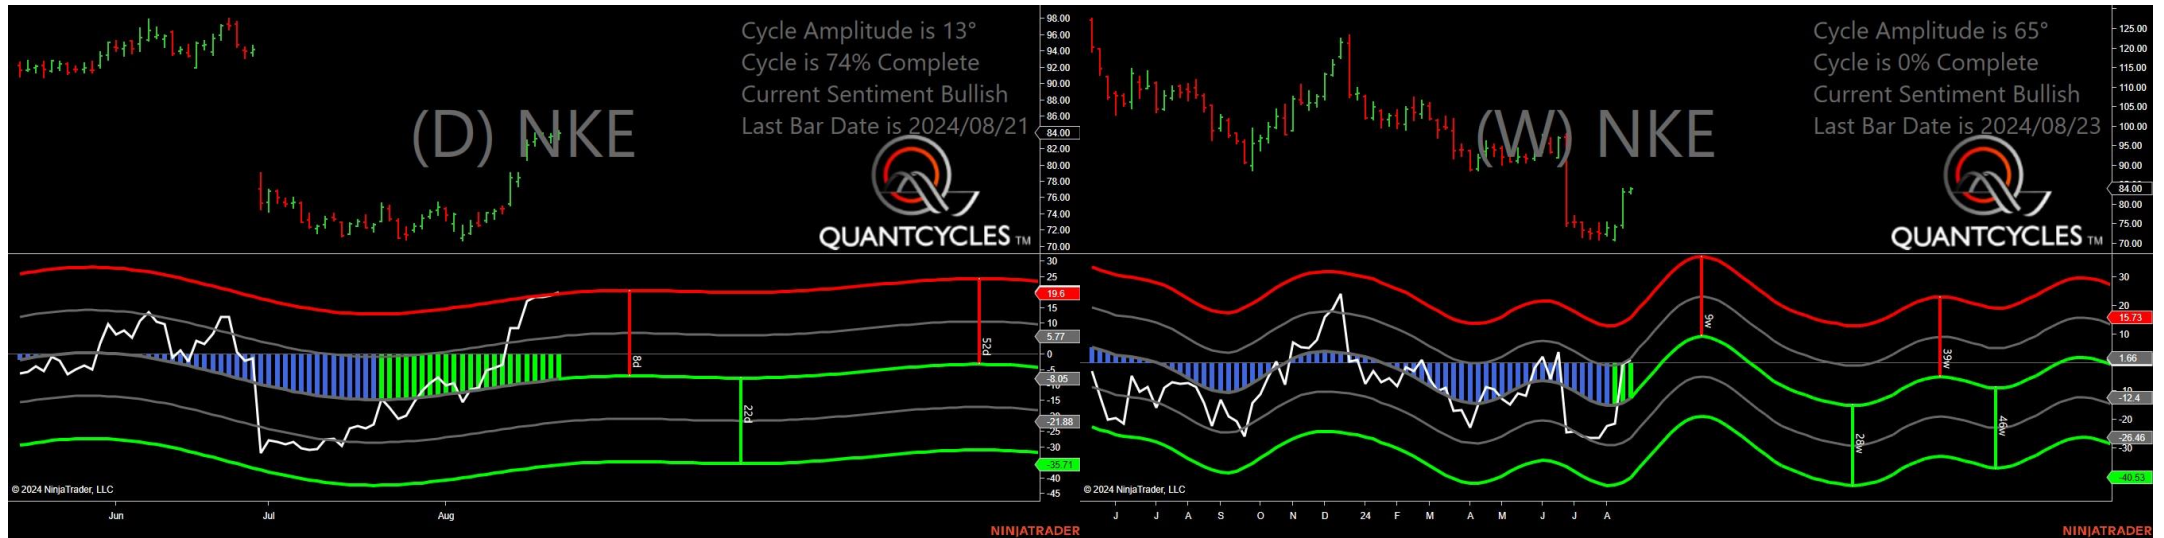 Cycle Amplitude is 13°
Cycle is 74% Complete
Current Sentiment Bullish
Last Bar Date is 2024/08/21
(D) NKE
QUANTCYCLES TM
98.00
96.00
94.00
92.00
90.00
88.00
86.00
84.00
82.00
80.00
78.00
76.00
74.00
72.00
70.00
30
25
19.6
15
10
5.77
0
-8.05
-15
-21.88
-25
-30
-35.71
-40
-45
8d
22d
52d
© 2024 NinjaTrader, LLC
Jun
Jul
Aug
NINJATRADER
Cycle Amplitude is 65°
Cycle is 0% Complete
Current Sentiment Bullish
Last Bar Date is 2024/08/23
(W) NKE
QUANTCYCLES TM
125.00
120.00
115.00
110.00
105.00
100.00
95.00
90.00
84.00
80.00
75.00
70.00
30
20
15.73
10
1.66
-12.4
-20
-26.46
-30
-40.53
9w
28w
39w
46w
© 2024 NinjaTrader, LLC
J
J
A
S
O
N
D
24
F
M
A
M
J
J
A
NINJATRADER